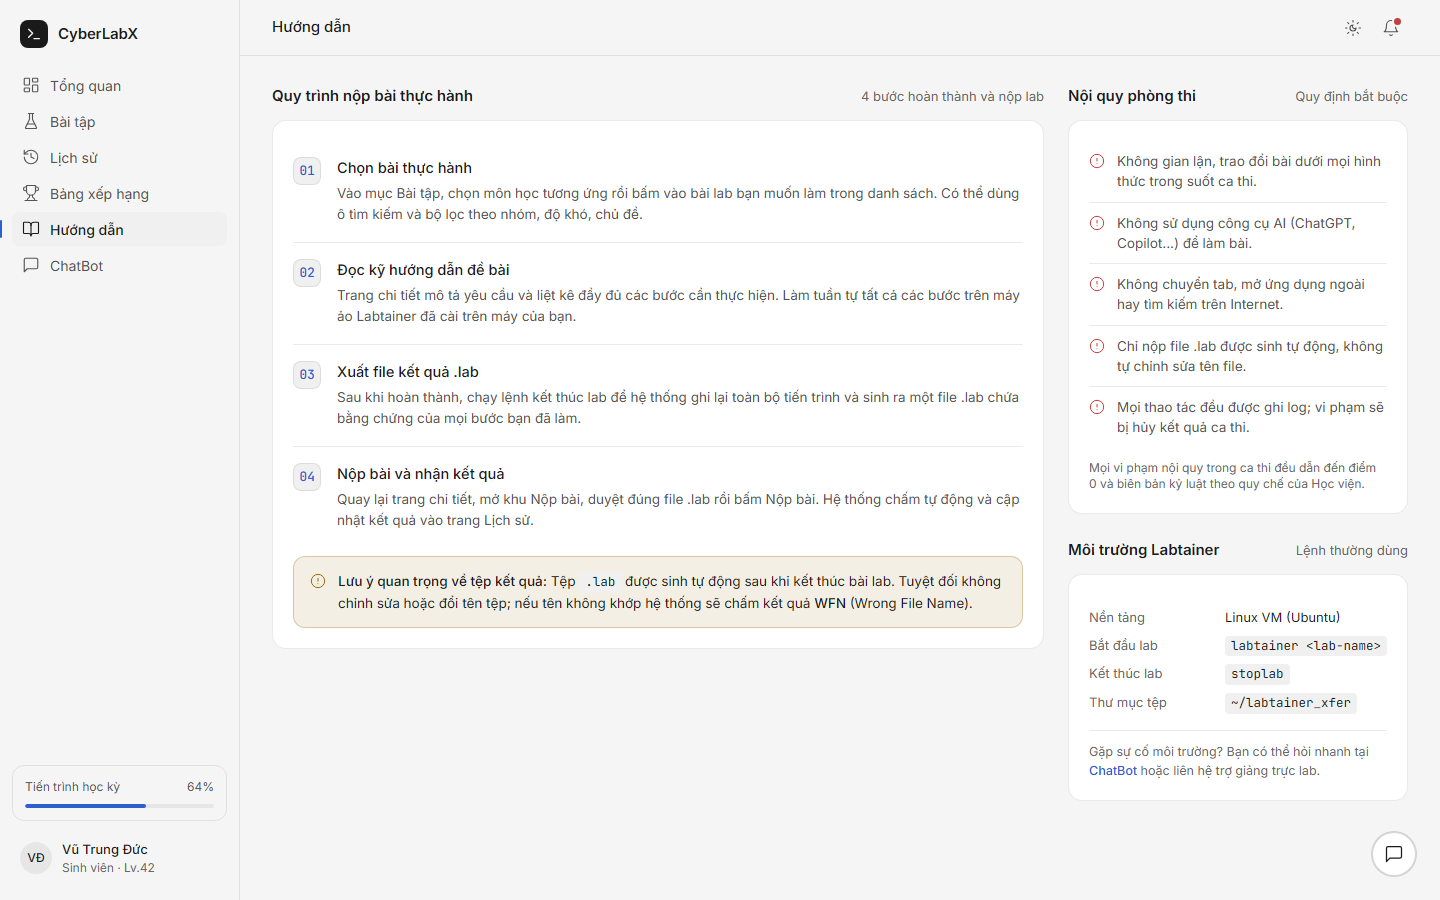 CyberLabX
Tổng quan
Bài tập
Lịch sử
Bảng xếp hạng
Hướng dẫn
ChatBot
Tiến trình học kỳ 64%
VĐ
Vũ Trung Đức
Sinh viên · Lv.42
Hướng dẫn
Quy trình nộp bài thực hành
4 bước hoàn thành và nộp lab
01
Chọn bài thực hành
Vào mục Bài tập, chọn môn học tương ứng rồi bấm vào bài lab bạn muốn làm trong danh sách. Có thể dùng
ô tìm kiếm và bộ lọc theo nhóm, độ khó, chủ đề.
02
Đọc kỹ hướng dẫn đề bài
Trang chi tiết mô tả yêu cầu và liệt kê đầy đủ các bước cần thực hiện. Làm tuần tự tất cả các bước trên máy
ảo Labtainer đã cài trên máy của bạn.
03
Xuất file kết quả .lab
Sau khi hoàn thành, chạy lệnh kết thúc lab để hệ thống ghi lại toàn bộ tiến trình và sinh ra một file .lab chứa
bằng chứng của mọi bước bạn đã làm.
04
Nộp bài và nhận kết quả
Quay lại trang chi tiết, mở khu Nộp bài, duyệt đúng file .lab rồi bấm Nộp bài. Hệ thống chấm tự động và cập
nhật kết quả vào trang Lịch sử.
Lưu ý quan trọng về tệp kết quả: Tệp .lab được sinh tự động sau khi kết thúc bài lab. Tuyệt đối không
chỉnh sửa hoặc đổi tên tệp; nếu tên không khớp hệ thống sẽ chấm kết quả WFN (Wrong File Name).
Nội quy phòng thi
Quy định bắt buộc
Không gian lận, trao đổi bài dưới mọi hình
thức trong suốt ca thi.
Không sử dụng công cụ AI (ChatGPT,
Copilot...) để làm bài.
Không chuyển tab, mở ứng dụng ngoài
hay tìm kiếm trên Internet.
Chỉ nộp file .lab được sinh tự động, không
tự chỉnh sửa tên file.
Mọi thao tác đều được ghi log; vi phạm sẽ
bị hủy kết quả ca thi.
Mọi vi phạm nội quy trong ca thi đều dẫn đến điểm
0 và biên bản kỷ luật theo quy chế của Học viện.
Môi trường Labtainer
Lệnh thường dùng
Nền tảng Linux VM (Ubuntu)
Bắt đầu lab labtainer <lab-name>
Kết thúc lab stoplab
Thư mục tệp ~/labtainer_xfer
Gặp sự cố môi trường? Bạn có thể hỏi nhanh tại
ChatBot hoặc liên hệ trợ giảng trực lab.